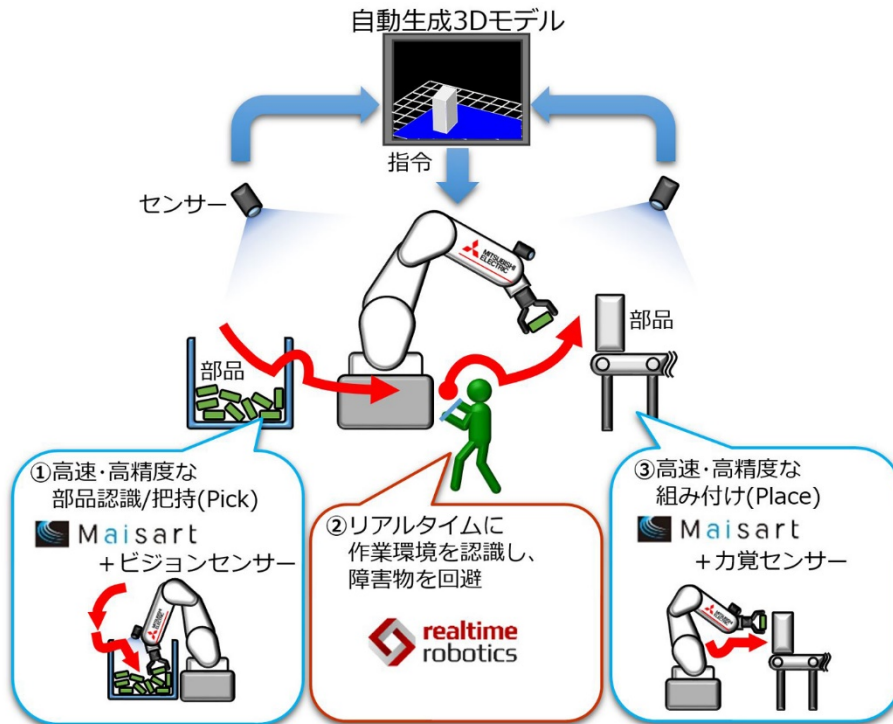 自動生成3Dモデル
指令
センサー
MITSUBISHI
ELECTRIC
部品
部品
①高速・高精度な
部品認識/把持(Pick)
Maisart
＋ビジョンセンサー
②リアルタイムに
作業環境を認識し、
障害物を回避
realtime
robotics
③高速・高精度な
組み付け(Place)
Maisart
＋力覚センサー